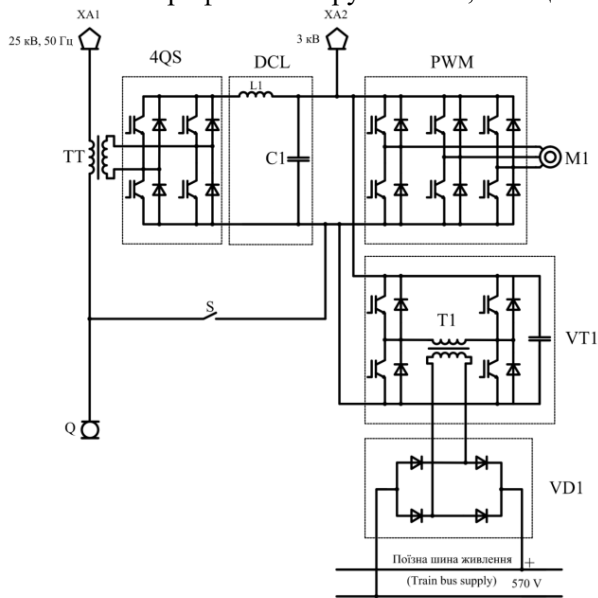 XA1
XA2
25 кВ, 50 Гц
3 кВ
4QS
DCL
PWM
L1
TT
C1
M1
S
T1
VT1
Q
VD1
Поїзна шина живлення
+
(Train bus supply)
570 V